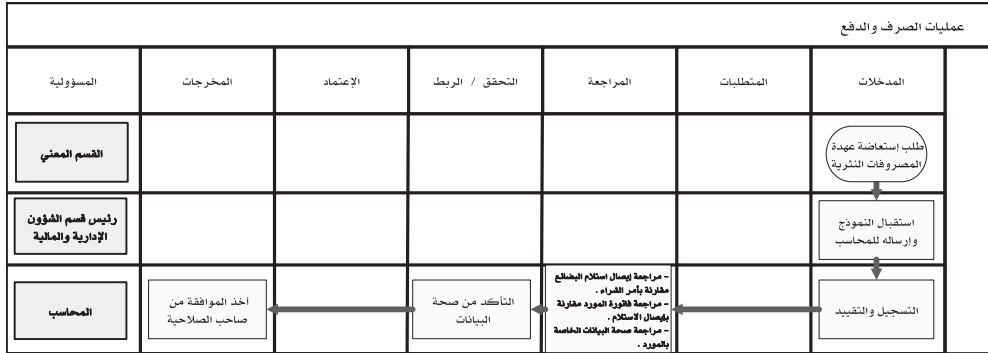 عمليات الصرف والدفع
المدخلات
المتطلبات
المراجعة
التحقق / الربط
الإعتماد
المخرجات
المسؤولية
طلب إستعاضة عهدة
المصروفات النثرية
القسم المعني
استقبال النموذج
وإرساله للمحاسب
رئيس قسم الشؤون
الإدارية والمالية
التسجيل والتقييد
- مراجعة إيصال استلام البضائع
مقارنة بأمر الشراء .
- مراجعة فاتورة المورد مقارنة
بإيصال الاستلام .
- مراجعة صحة البيانات الخاصة
بالمورد .
التأكد من صحة
البيانات
أخذ الموافقة من
صاحب الصلاحية
المحاسب